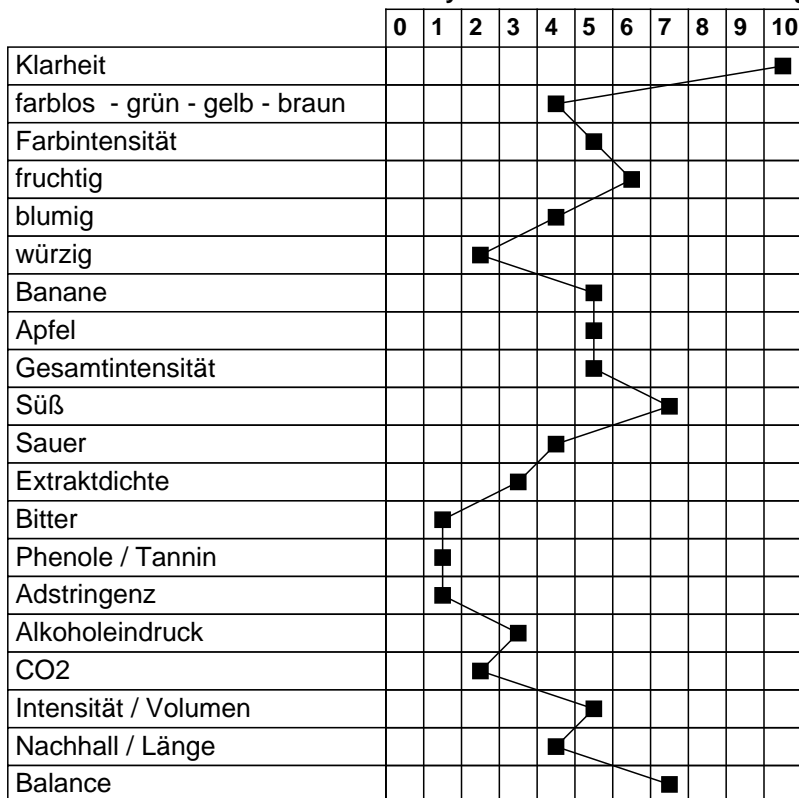 0 1 2 3 4 5 6 7 8 9 10
Klarheit
farblos - grün - gelb - braun
Farbintensität
fruchtig
blumig
würzig
Banane
Apfel
Gesamtintensität
Süß
Sauer
Extraktdichte
Bitter
Phenole / Tannin
Adstringenz
Alkoholeindruck
CO2
Intensität / Volumen
Nachhall / Länge
Balance